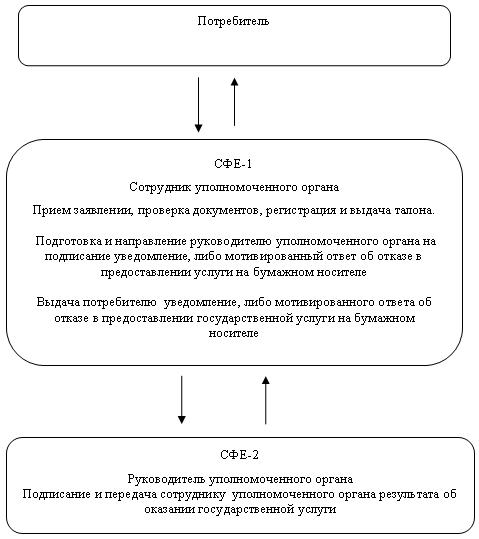 Потребитель
СФЕ-1
Сотрудник уполномоченного органа
Прием заявлении, проверка документов, регистрация и выдача талона.
Подготовка и направление руководителю уполномоченного органа на
подписание уведомление, либо мотивированный ответ об отказе в
предоставлении услуги на бумажном носителе
Выдача потребителю уведомление, либо мотивированного ответа об
отказе в предоставлении государственной услуги на бумажном
носителе
СФЕ-2
Руководитель уполномоченного органа
Подписание и передача сотруднику уполномоченного органа результата об
оказании государственной услуги